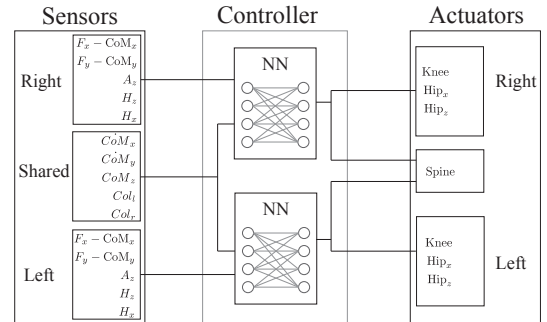 Sensors Controller Actuators
Right
F_x − CoM_x
F_y − CoM_y
A_z
H_z
H_x
Shared
CȯM_x
CȯM_y
CoM_z
Col_l
Col_r
Left
F_x − CoM_x
F_y − CoM_y
A_z
H_z
H_x
NN
NN
Knee
Hip_x
Hip_z
Right
Spine
Knee
Hip_x
Hip_z
Left